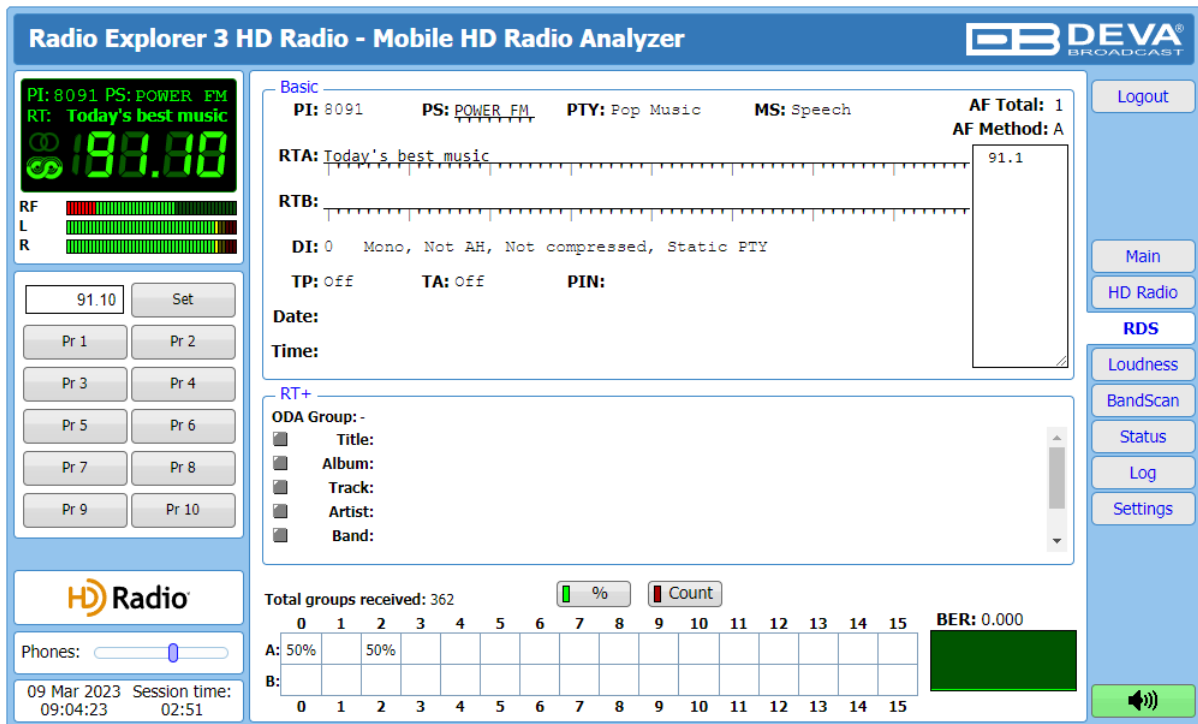 Radio Explorer 3 HD Radio - Mobile HD Radio Analyzer
DB DEVA®
BROADCAST
PI: 8091 PS: POWER FM
RT: Today's best music
91.10
RF
L
R
91.10 Set
Pr 1 Pr 2
Pr 3 Pr 4
Pr 5 Pr 6
Pr 7 Pr 8
Pr 9 Pr 10
HD Radio
Phones:
09 Mar 2023 Session time:
09:04:23 02:51
Basic
PI: 8091 PS: POWER FM PTY: Pop Music MS: Speech AF Total: 1
AF Method: A
RTA: Today's best music
91.1
RTB:
DI: 0 Mono, Not AH, Not compressed, Static PTY
TP: Off TA: Off PIN:
Date:
Time:
RT+
ODA Group: -
Title:
Album:
Track:
Artist:
Band:
Total groups received: 362 % Count
0 1 2 3 4 5 6 7 8 9 10 11 12 13 14 15
A: 50% 50%
B:
0 1 2 3 4 5 6 7 8 9 10 11 12 13 14 15
BER: 0.000
Logout
Main
HD Radio
RDS
Loudness
BandScan
Status
Log
Settings